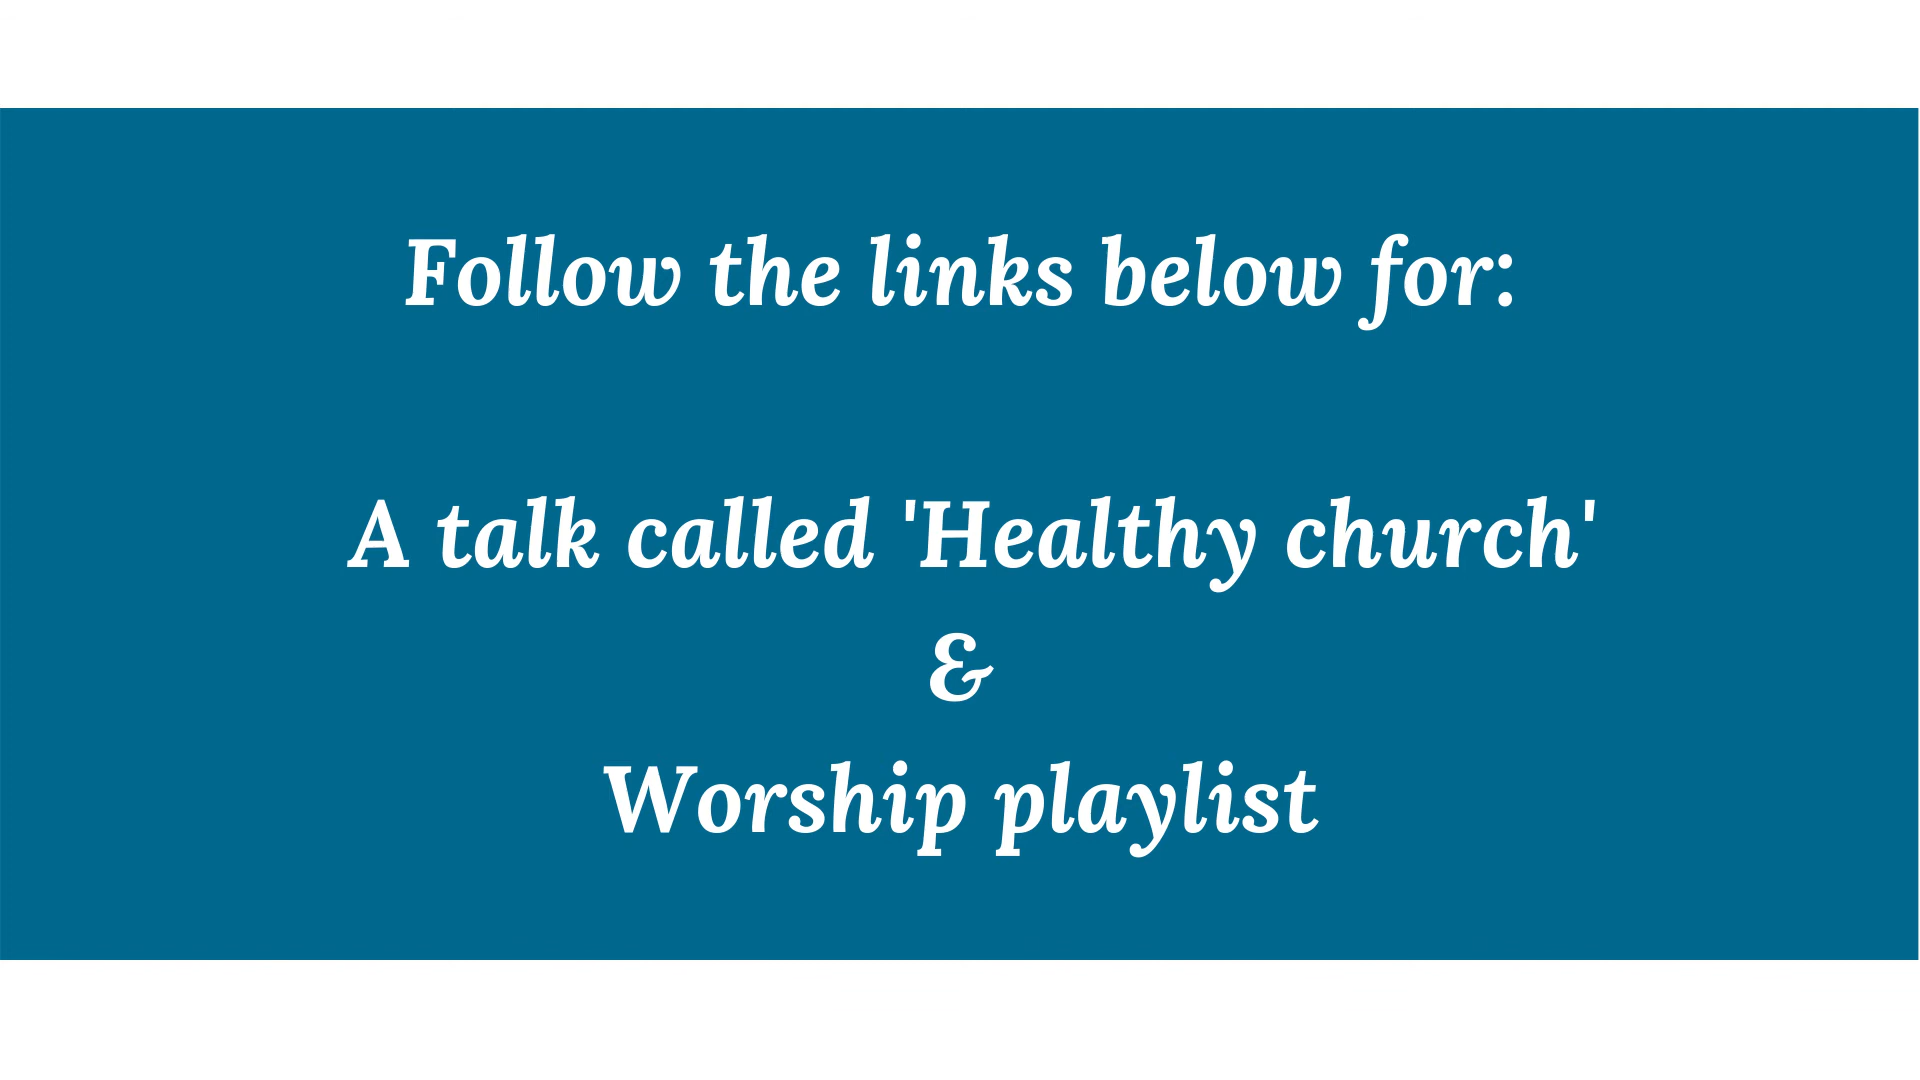 Follow the links below for:
A talk called 'Healthy church'
&
Worship playlist